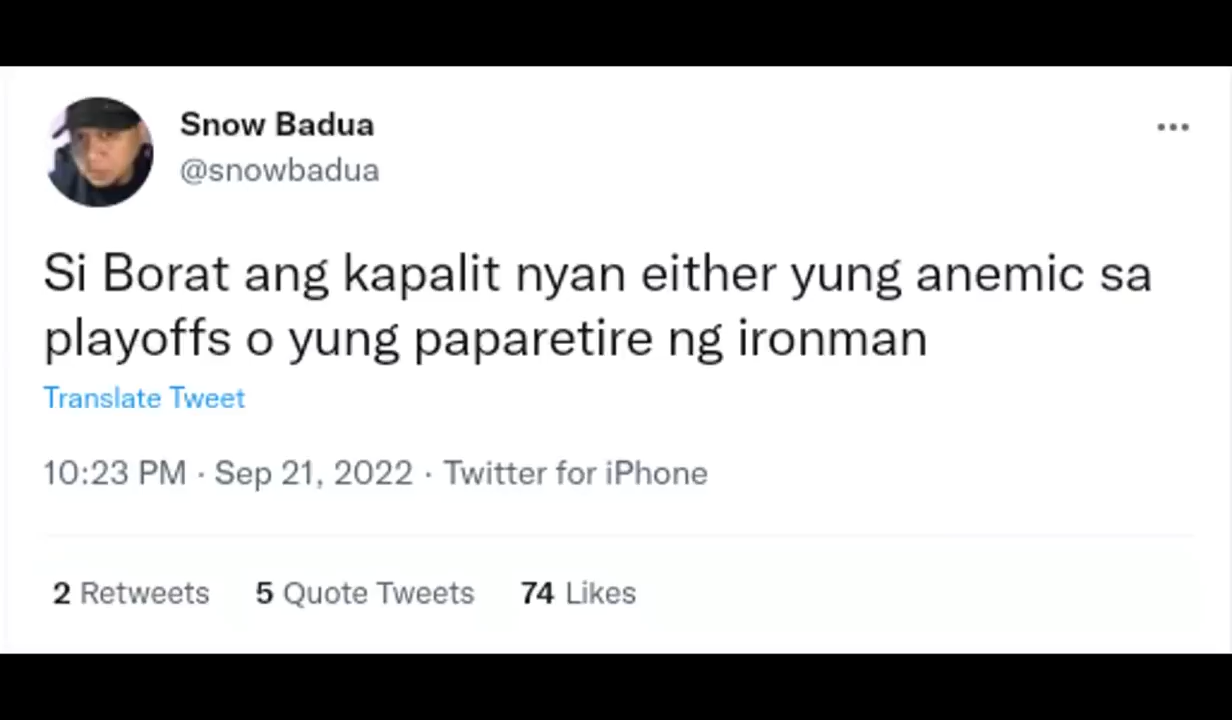 Snow Badua
@snowbadua
Si Borat ang kapalit nyan either yung anemic sa
playoffs o yung paparetire ng ironman
Translate Tweet
10:23 PM · Sep 21, 2022 · Twitter for iPhone
2 Retweets 5 Quote Tweets 74 Likes